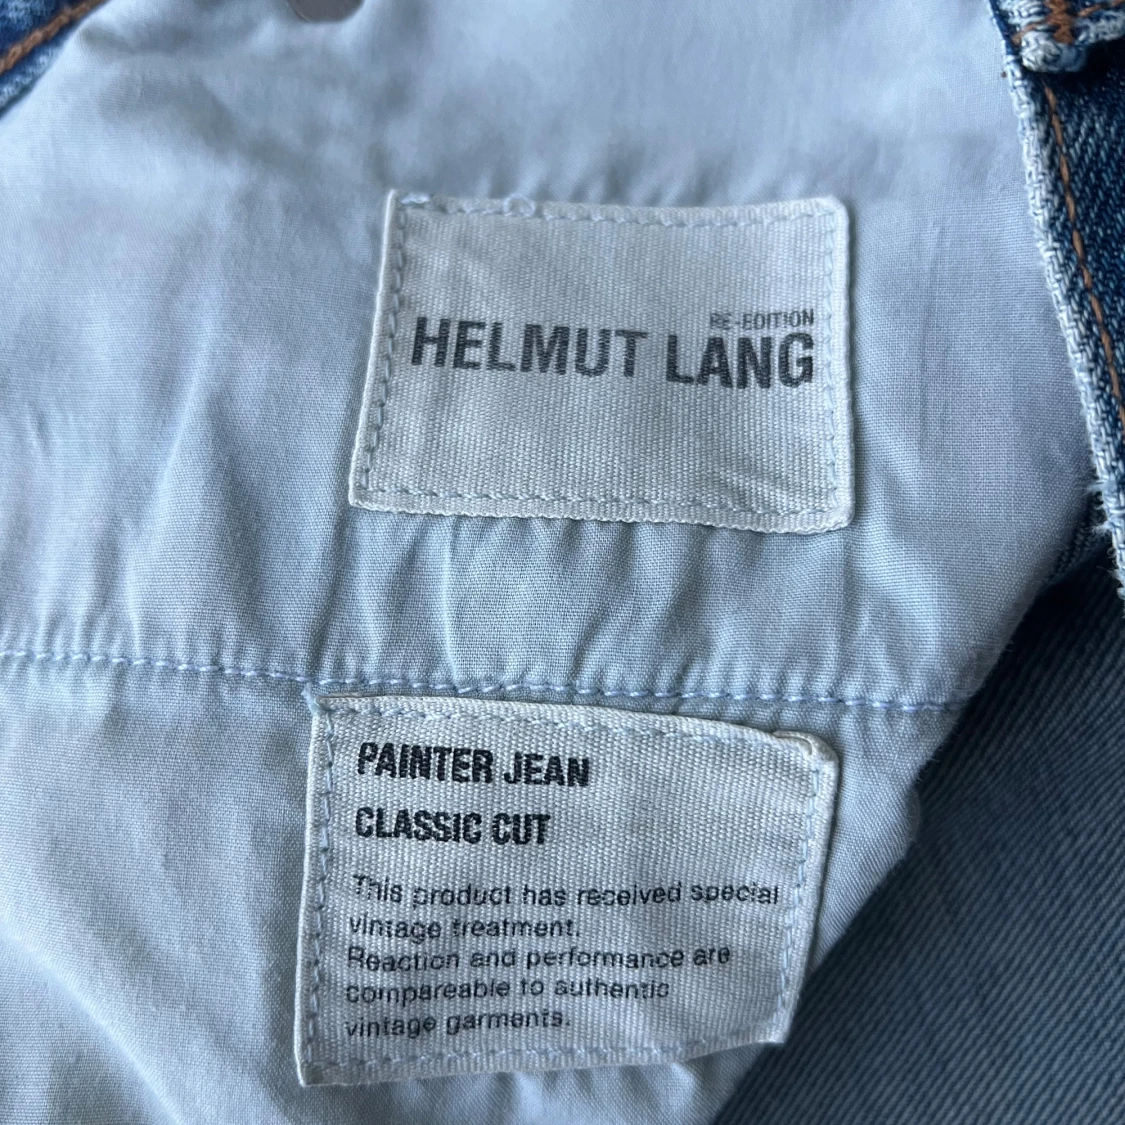 RE-EDITION
HELMUT LANG
PAINTER JEAN
CLASSIC CUT
This product has received special
vintage treatment.
Reaction and performance are
compareable to authentic
vintage garments.